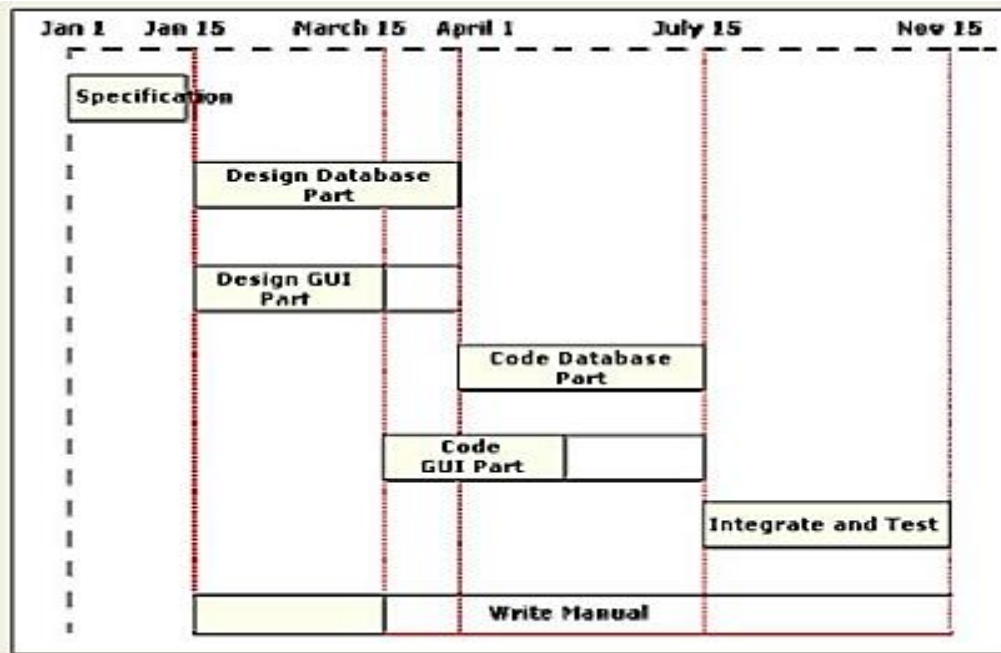 Jan 1 Jan 15 March 15 April 1 July 15 Nov 15
Specification
Design Database
Part
Design GUI
Part
Code Database
Part
Code
GUI Part
Integrate and Test
Write Manual